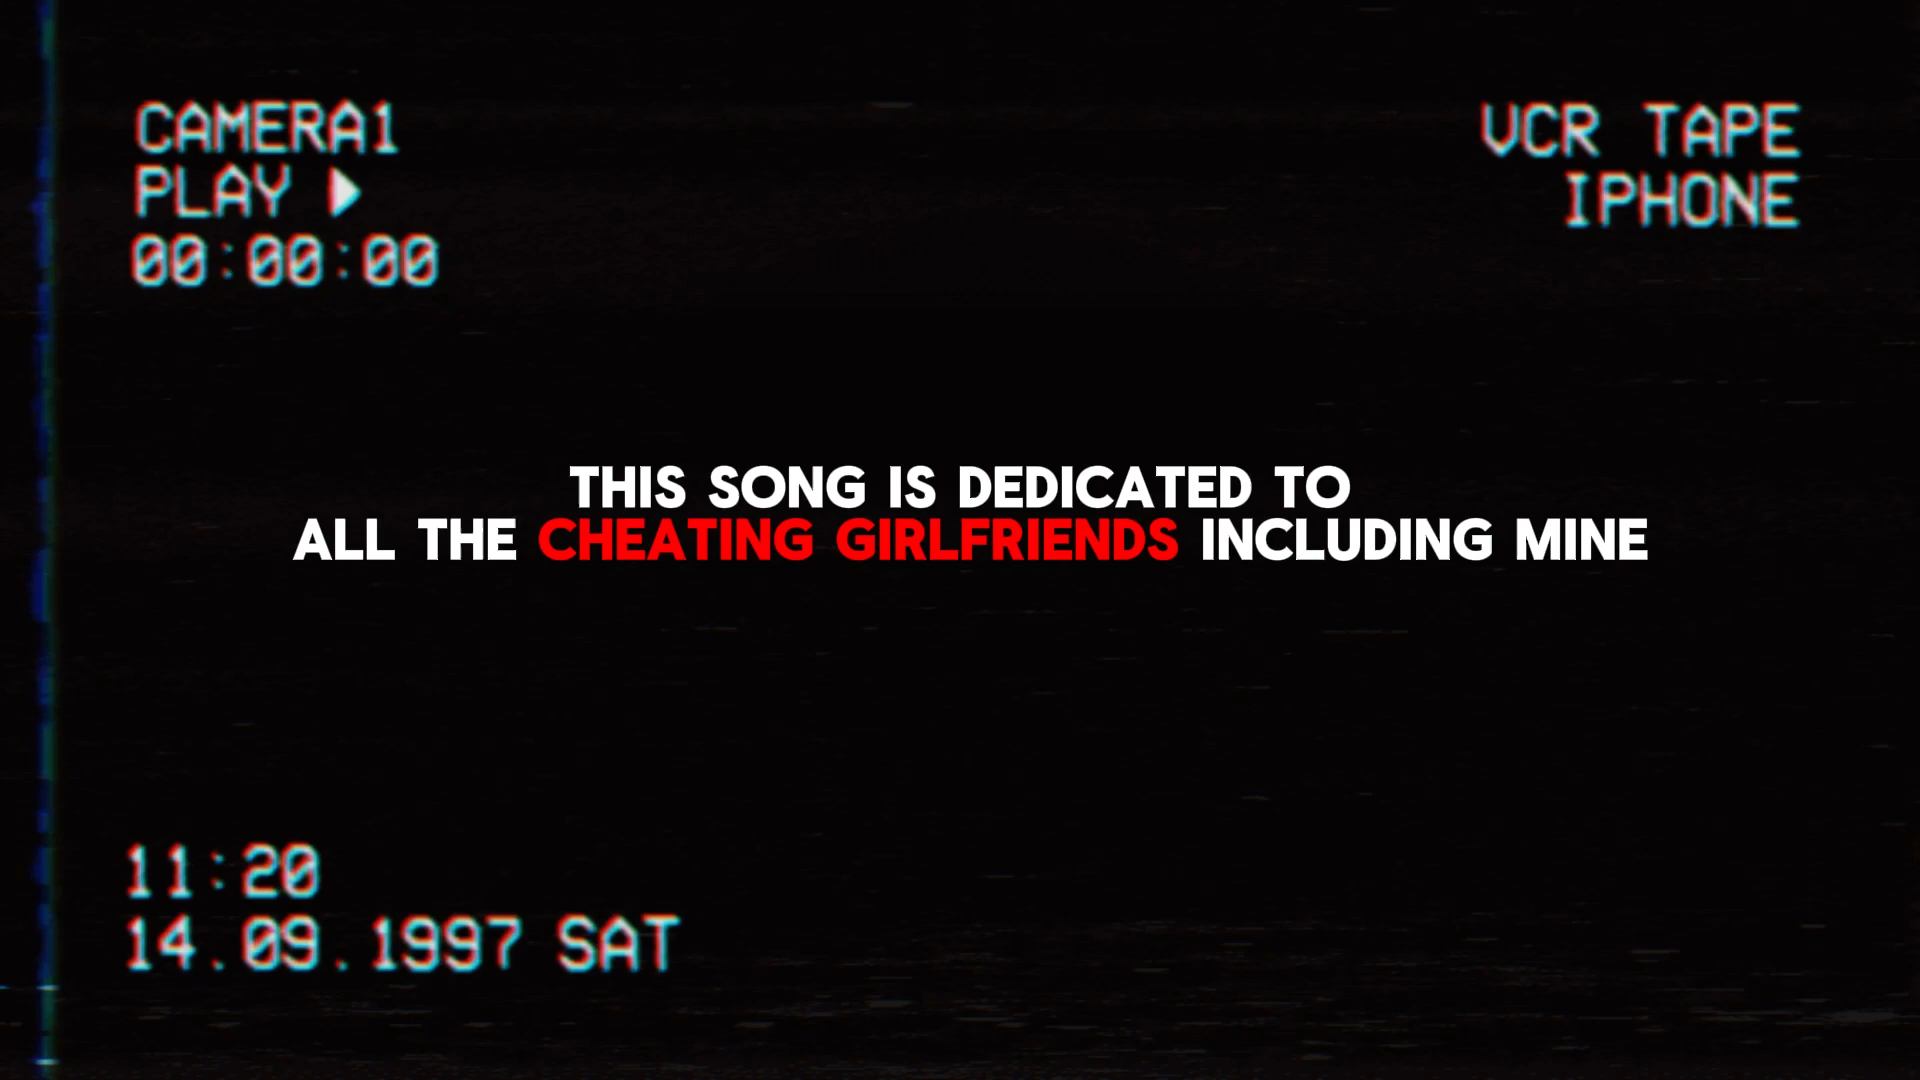 CAMERA1
PLAY
00:00:00
VCR TAPE
IPHONE
THIS SONG IS DEDICATED TO
ALL THE CHEATING GIRLFRIENDS INCLUDING MINE
11:20
14.09.1997 SAT